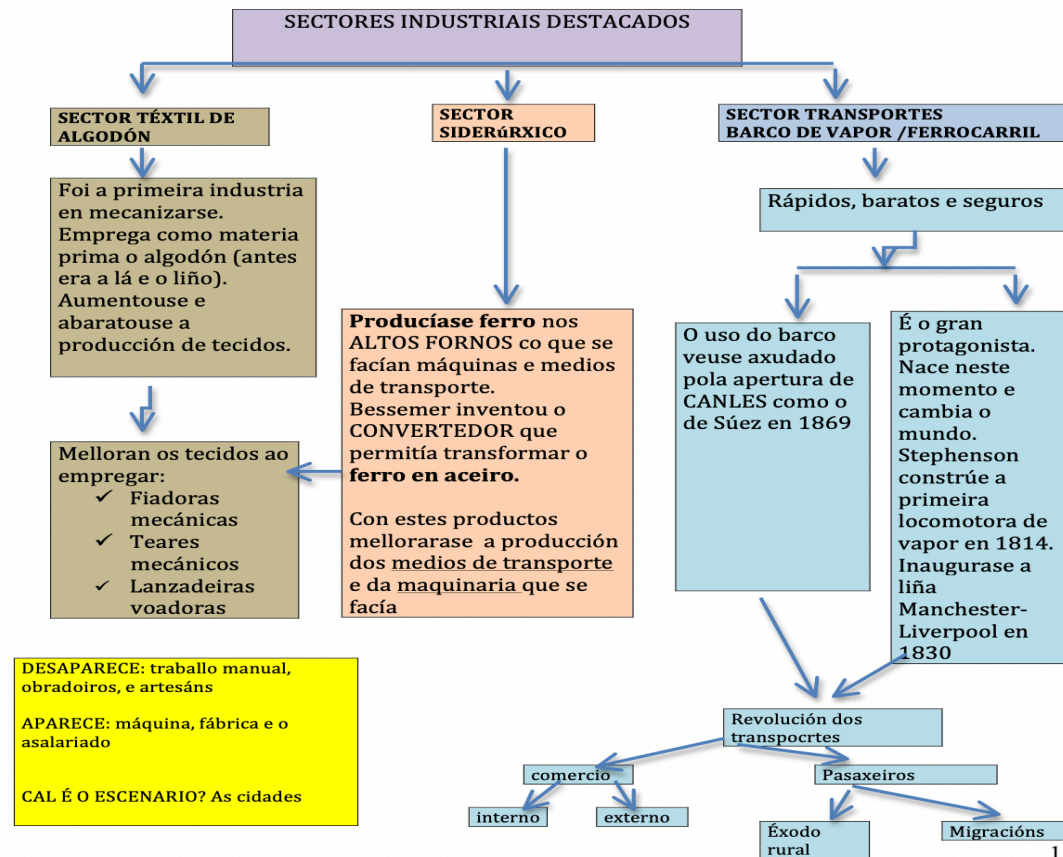 SECTORES INDUSTRIAIS DESTACADOS
SECTOR TÉXTIL DE
ALGODÓN
SECTOR
SIDERúRXICO
SECTOR TRANSPORTES
BARCO DE VAPOR /FERROCARRIL
Foi a primeira industria
en mecanizarse.
Emprega como materia
prima o algodón (antes
era a lá e o liño).
Aumentouse e
abaratouse a
producción de tecidos.
Rápidos, baratos e seguros
Producíase ferro nos
ALTOS FORNOS co que se
facían máquinas e medios
de transporte.
Bessemer inventou o
CONVERTEDOR que
permitía transformar o
ferro en aceiro.
Con estes productos
mellorarase a producción
dos medios de transporte
e da maquinaria que se
facía
O uso do barco
veuse axudado
pola apertura de
CANLES como o
de Súez en 1869
É o gran
protagonista.
Nace neste
momento e
cambia o
mundo.
Stephenson
constrúe a
primeira
locomotora de
vapor en 1814.
Inaugurase a
liña
Manchester-
Liverpool en
1830
Melloran os tecidos ao
empregar:
✓ Fiadoras
mecánicas
✓ Teares
mecánicos
✓ Lanzadeiras
voadoras
DESAPARECE: traballo manual,
obradoiros, e artesáns
APARECE: máquina, fábrica e o
asalariado
CAL É O ESCENARIO? As cidades
Revolución dos
transpocrtes
comercio
Pasaxeiros
interno
externo
Éxodo
rural
Migracións
1